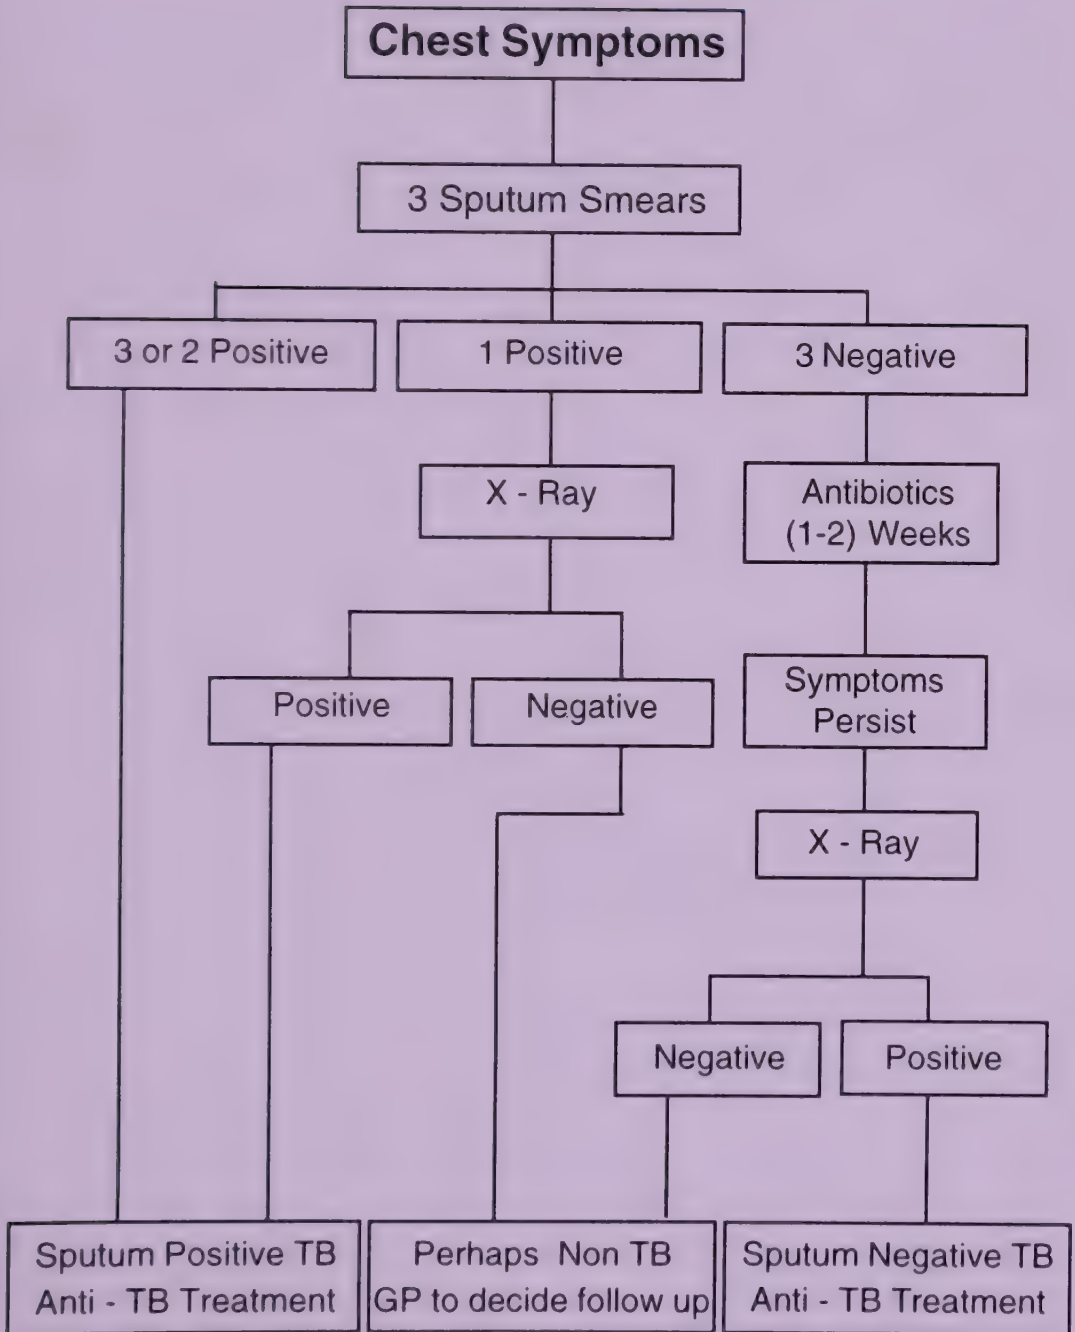 Chest Symptoms
3 Sputum Smears
3 or 2 Positive
1 Positive
3 Negative
X - Ray
Antibiotics
(1-2) Weeks
Positive
Negative
Symptoms
Persist
X - Ray
Negative
Positive
Sputum Positive TB
Anti - TB Treatment
Perhaps Non TB
GP to decide follow up
Sputum Negative TB
Anti - TB Treatment